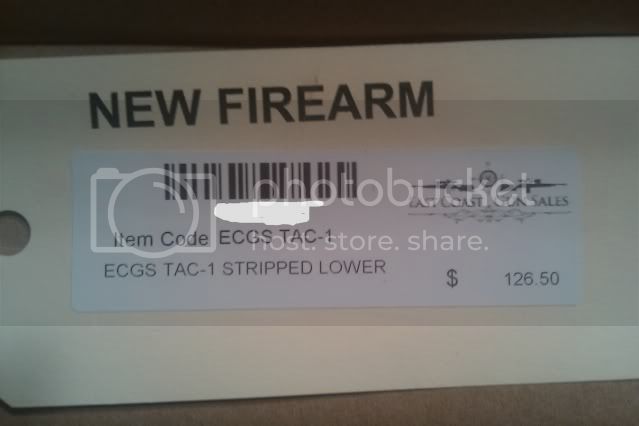 NEW FIREARM
photobucket
host. store. share.
EAST COAST GUN SALES
Item Code ECGS TAC-1
ECGS TAC-1 STRIPPED LOWER
$ 126.50